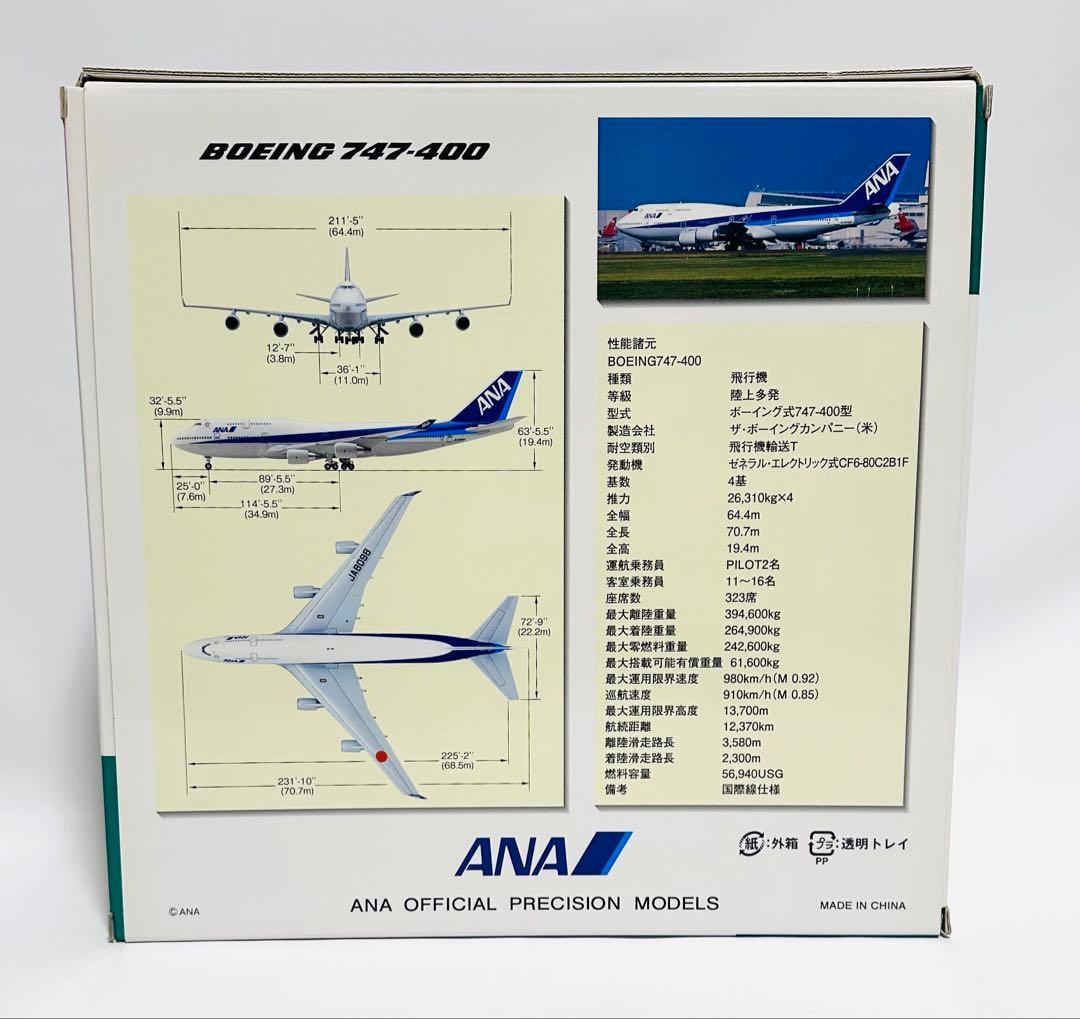 BOEING 747-400
211'-5"
(64.4m)
12'-7"
(3.8m)
36'-1"
(11.0m)
32'-5.5"
(9.9m)
ANA
ANA
63'-5.5"
(19.4m)
25'-0"
(7.6m)
89'-5.5"
(27.3m)
114'-5.5"
(34.9m)
JA8098
ANA
ANA
72'-9"
(22.2m)
225'-2"
(68.5m)
231'-10"
(70.7m)
ANA
ANA
性能諸元
BOEING747-400
種類 飛行機
等級 陸上多発
型式 ボーイング式747-400型
製造会社 ザ・ボーイングカンパニー(米)
耐空類別 飛行機輸送T
発動機 ゼネラル・エレクトリック式CF6-80C2B1F
基数 4基
推力 26,310kg×4
全幅 64.4m
全長 70.7m
全高 19.4m
運航乗務員 PILOT2名
客室乗務員 11〜16名
座席数 323席
最大離陸重量 394,600kg
最大着陸重量 264,900kg
最大零燃料重量 242,600kg
最大搭載可能有償重量 61,600kg
最大運用限界速度 980km/h(M 0.92)
巡航速度 910km/h(M 0.85)
最大運用限界高度 13,700m
航続距離 12,370km
離陸滑走路長 3,580m
着陸滑走路長 2,300m
燃料容量 56,940USG
備考 国際線仕様
ANA
紙:外箱 プラ:透明トレイ
PP
©ANA
ANA OFFICIAL PRECISION MODELS
MADE IN CHINA